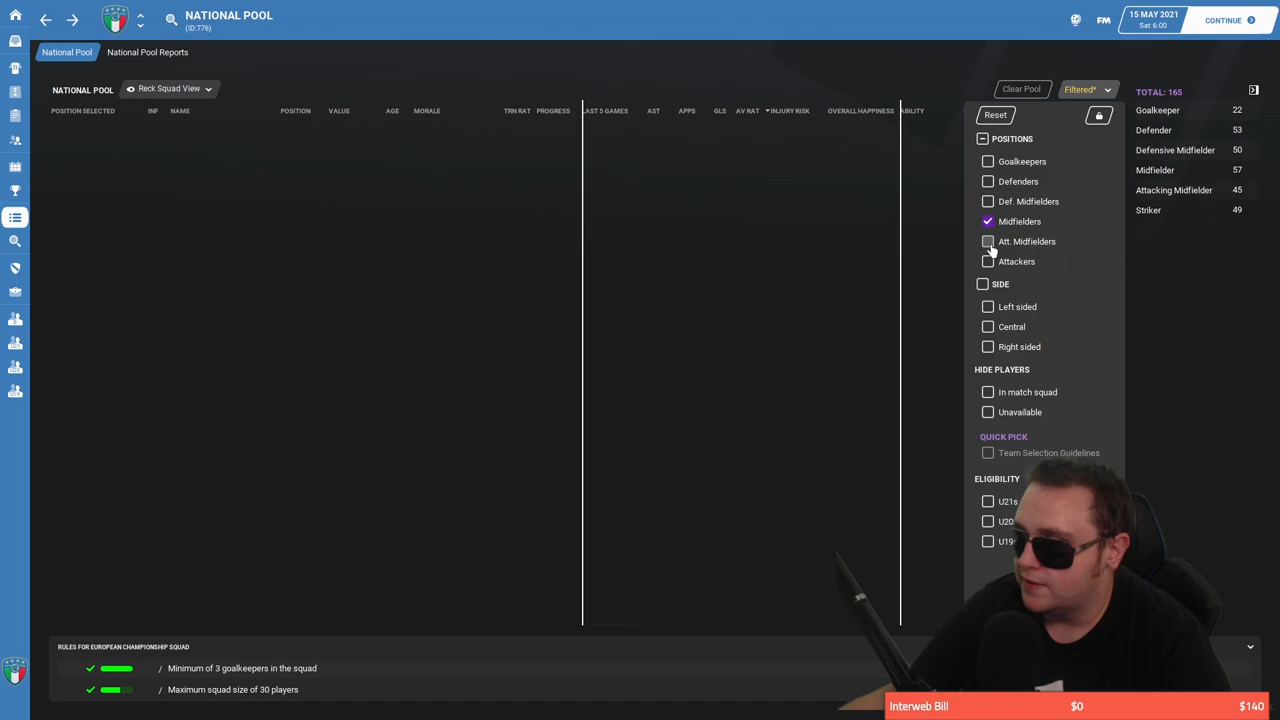 NATIONAL POOL
(ID:776)
FM
15 MAY 2021
Sat 6:00
CONTINUE
National Pool
National Pool Reports
NATIONAL POOL
Reck Squad View
Clear Pool
Filtered*
TOTAL: 165
POSITION SELECTED INF NAME POSITION VALUE AGE MORALE TRN RAT PROGRESS LAST 5 GAMES AST APPS GLS AV RAT INJURY RISK OVERALL HAPPINESS ABILITY
Reset
POSITIONS
Goalkeepers
Defenders
Def. Midfielders
Midfielders
Att. Midfielders
Attackers
SIDE
Left sided
Central
Right sided
HIDE PLAYERS
In match squad
Unavailable
QUICK PICK
Team Selection Guidelines
ELIGIBILITY
U21s
U20
U19
Goalkeeper 22
Defender 53
Defensive Midfielder 50
Midfielder 57
Attacking Midfielder 45
Striker 49
RULES FOR EUROPEAN CHAMPIONSHIP SQUAD
/ Minimum of 3 goalkeepers in the squad
/ Maximum squad size of 30 players
Interweb Bill $0 $140